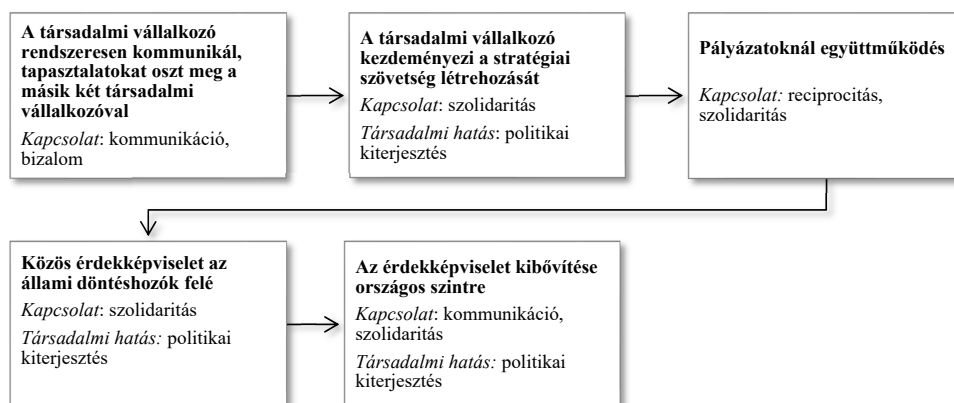 A társadalmi vállalkozó
rendszeresen kommunikál,
tapasztalatokat oszt meg a
másik két társadalmi
vállalkozóval
Kapcsolat: kommunikáció,
bizalom
A társadalmi vállalkozó
kezdeményezi a stratégiai
szövetség létrehozását
Kapcsolat: szolidaritás
Társadalmi hatás: politikai
kiterjesztés
Pályázatoknál együttműködés
Kapcsolat: reciprocitás,
szolidaritás
Közös érdekképviselet az
állami döntéshozók felé
Kapcsolat: szolidaritás
Társadalmi hatás: politikai
kiterjesztés
Az érdekképviselet kibővítése
országos szintre
Kapcsolat: kommunikáció,
szolidaritás
Társadalmi hatás: politikai
kiterjesztés